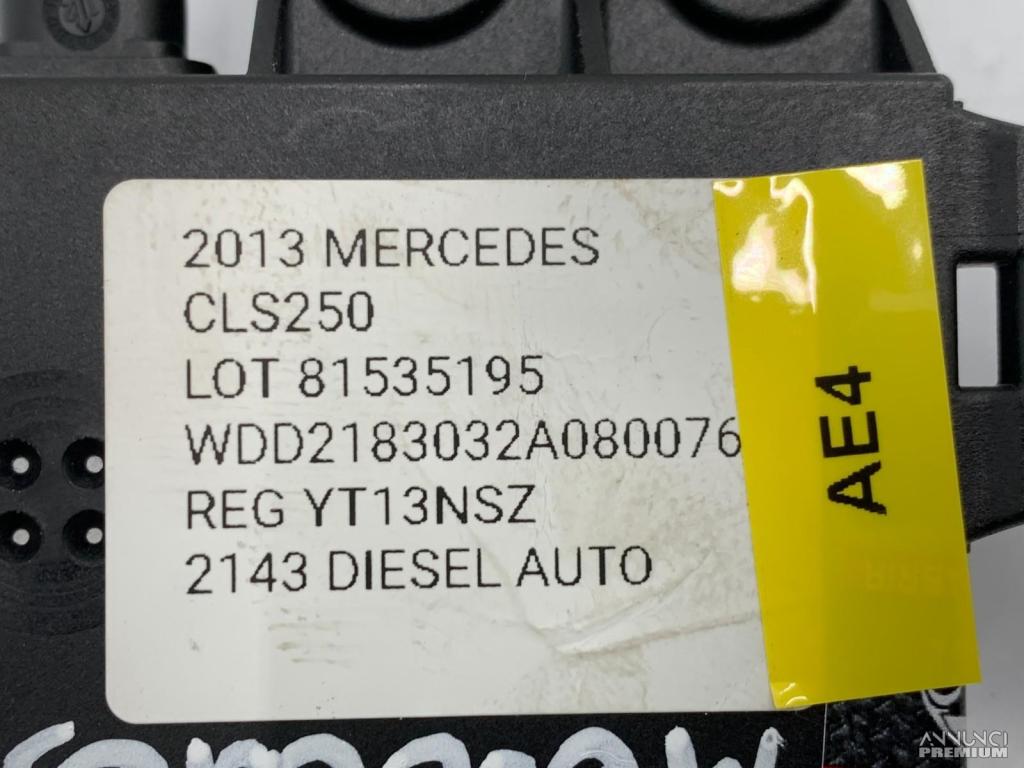 2013 MERCEDES
CLS250
LOT 81535195
WDD2183032A080076
REG YT13NSZ
2143 DIESEL AUTO
AE4
ANNUNCI
PREMIUM